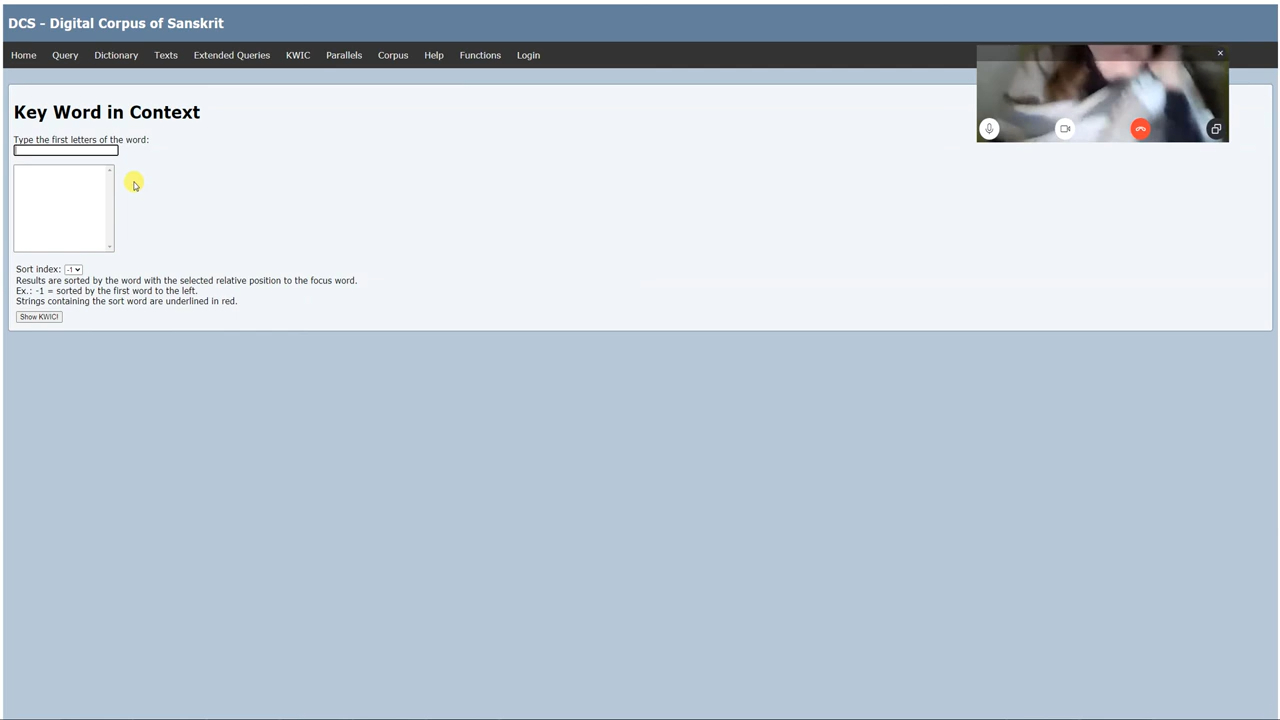 DCS - Digital Corpus of Sanskrit
Home Query Dictionary Texts Extended Queries KWIC Parallels Corpus Help Functions Login
Key Word in Context
Type the first letters of the word:
Sort index: -1
Results are sorted by the word with the selected relative position to the focus word.
Ex.: -1 = sorted by the first word to the left.
Strings containing the sort word are underlined in red.
Show KWIC!